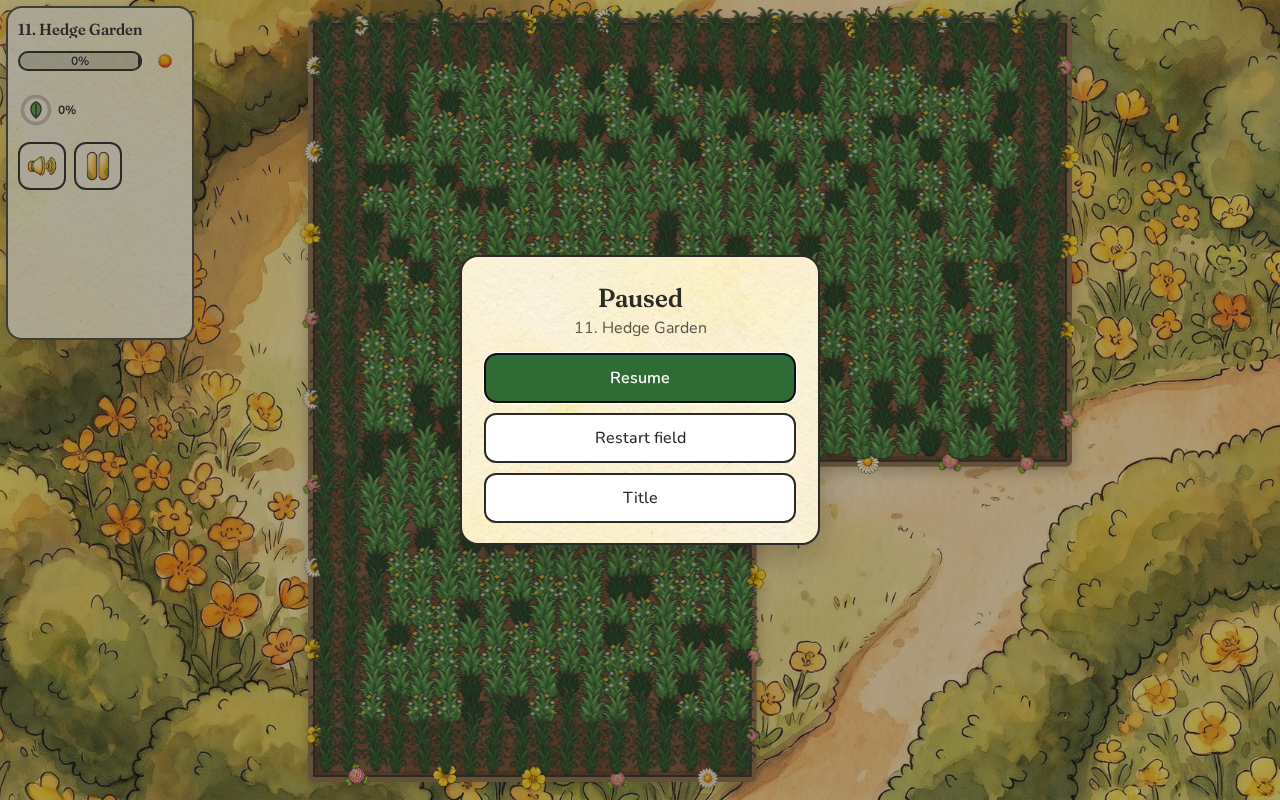 11. Hedge Garden
0%
0%
Paused
11. Hedge Garden
Resume
Restart field
Title